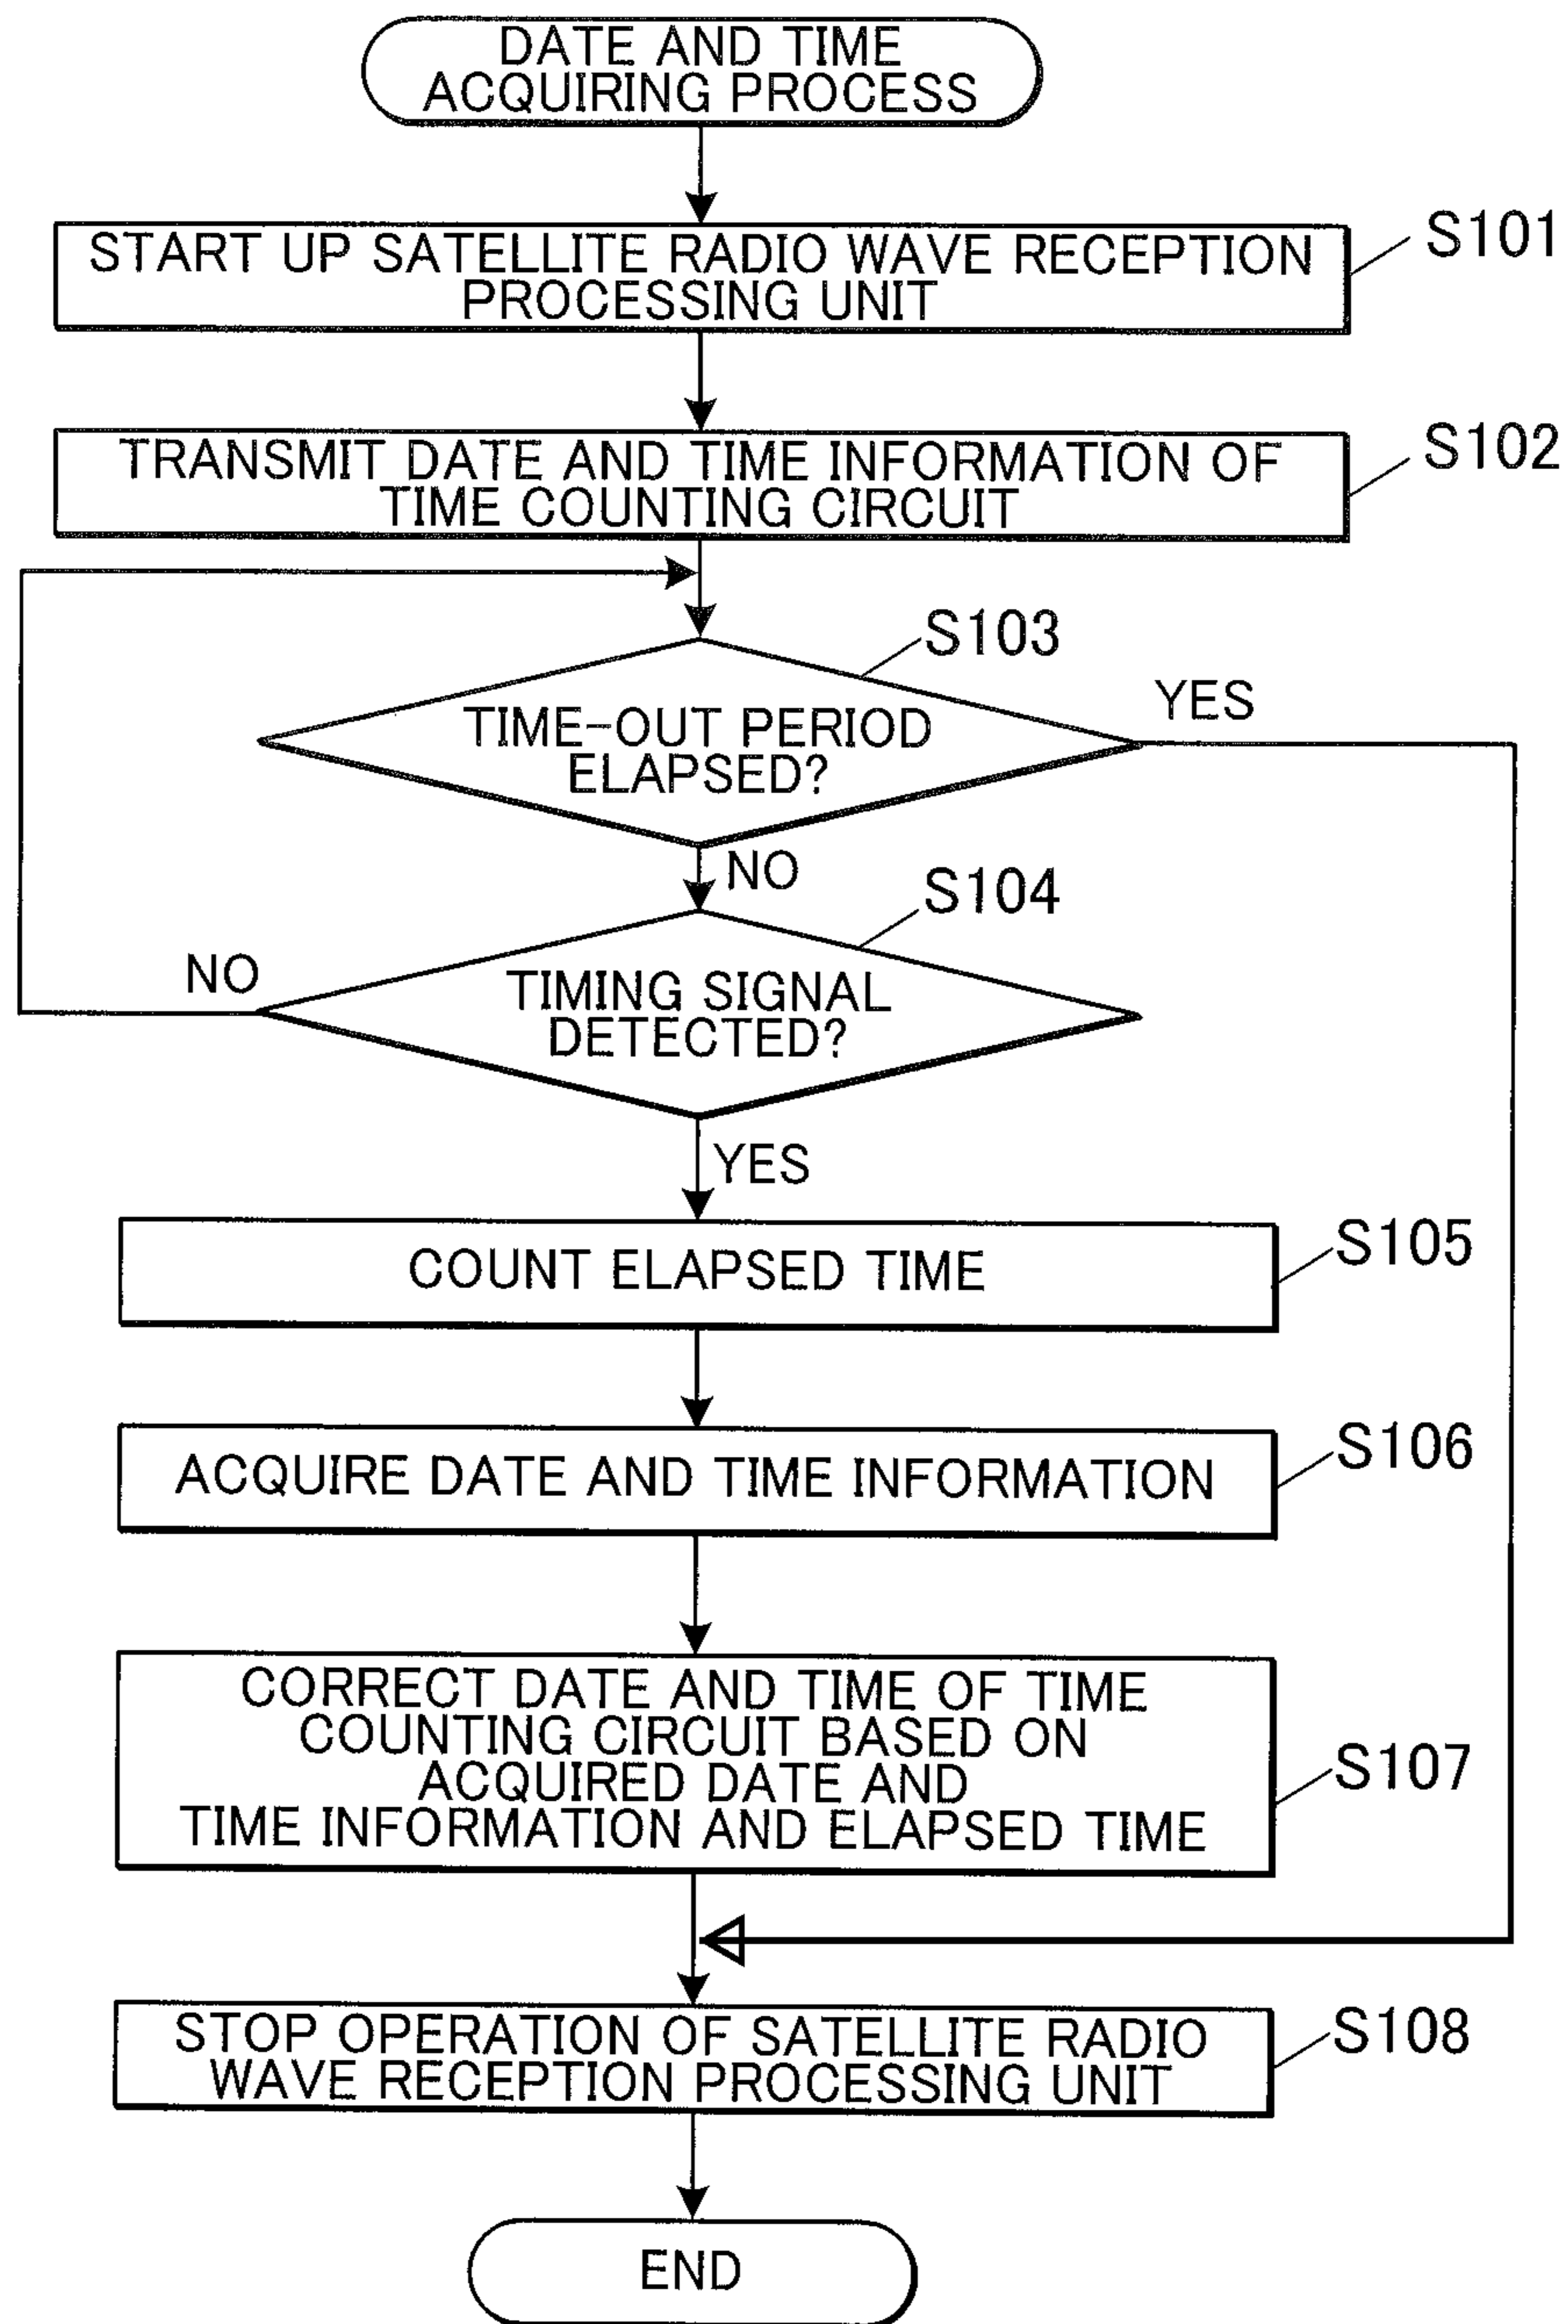 DATE AND TIME
ACQUIRING PROCESS
START UP SATELLITE RADIO WAVE RECEPTION
PROCESSING UNIT
S101
TRANSMIT DATE AND TIME INFORMATION OF
TIME COUNTING CIRCUIT
S102
S103
TIME-OUT PERIOD
ELAPSED?
YES
NO
S104
TIMING SIGNAL
DETECTED?
NO
YES
COUNT ELAPSED TIME
S105
ACQUIRE DATE AND TIME INFORMATION
S106
CORRECT DATE AND TIME OF TIME
COUNTING CIRCUIT BASED ON
ACQUIRED DATE AND
TIME INFORMATION AND ELAPSED TIME
S107
STOP OPERATION OF SATELLITE RADIO
WAVE RECEPTION PROCESSING UNIT
S108
END